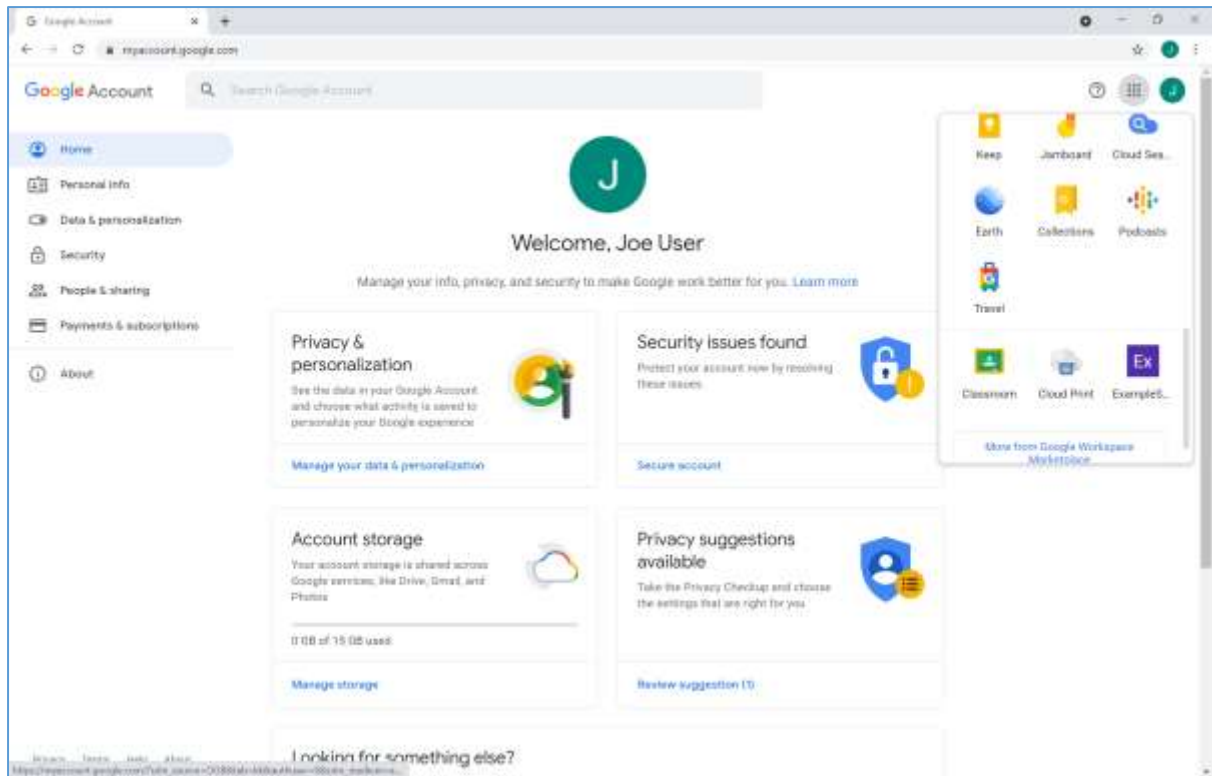 Google Account
myaccount.google.com
Google Account
Search Google Account
J
J
Home
Personal info
Data & personalization
Security
People & sharing
Payments & subscriptions
About
J
Welcome, Joe User
Manage your info, privacy, and security to make Google work better for you. Learn more
Privacy &
personalization
See the data in your Google Account
and choose what activity is saved to
personalize your Google experience
Manage your data & personalization
Security issues found
Protect your account now by resolving
these issues
Secure account
Account storage
Your account storage is shared across
Google services, like Drive, Gmail, and
Photos
0 GB of 15 GB used
Manage storage
Privacy suggestions
available
Take the Privacy Checkup and choose
the settings that are right for you
Review suggestion (1)
Looking for something else?
Keep Jamboard Cloud Sea...
Earth Collections Podcasts
Travel
Ex
Classroom Cloud Print ExampleS...
More from Google Workspace
Marketplace
Privacy Terms Help About